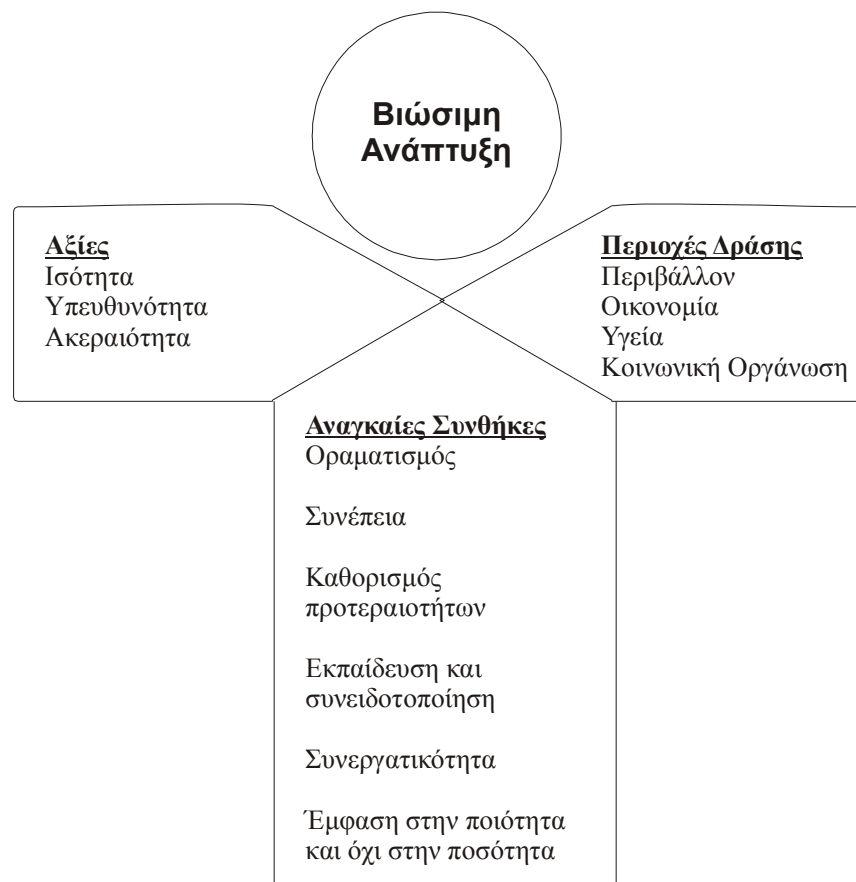 Βιώσιμη
Ανάπτυξη
Αξίες
Ισότητα
Υπευθυνότητα
Ακεραιότητα
Περιοχές Δράσης
Περιβάλλον
Οικονομία
Υγεία
Κοινωνική Οργάνωση
Αναγκαίες Συνθήκες
Οραματισμός
Συνέπεια
Καθορισμός
προτεραιοτήτων
Εκπαίδευση και
συνειδοτοποίηση
Συνεργατικότητα
Έμφαση στην ποιότητα
και όχι στην ποσότητα